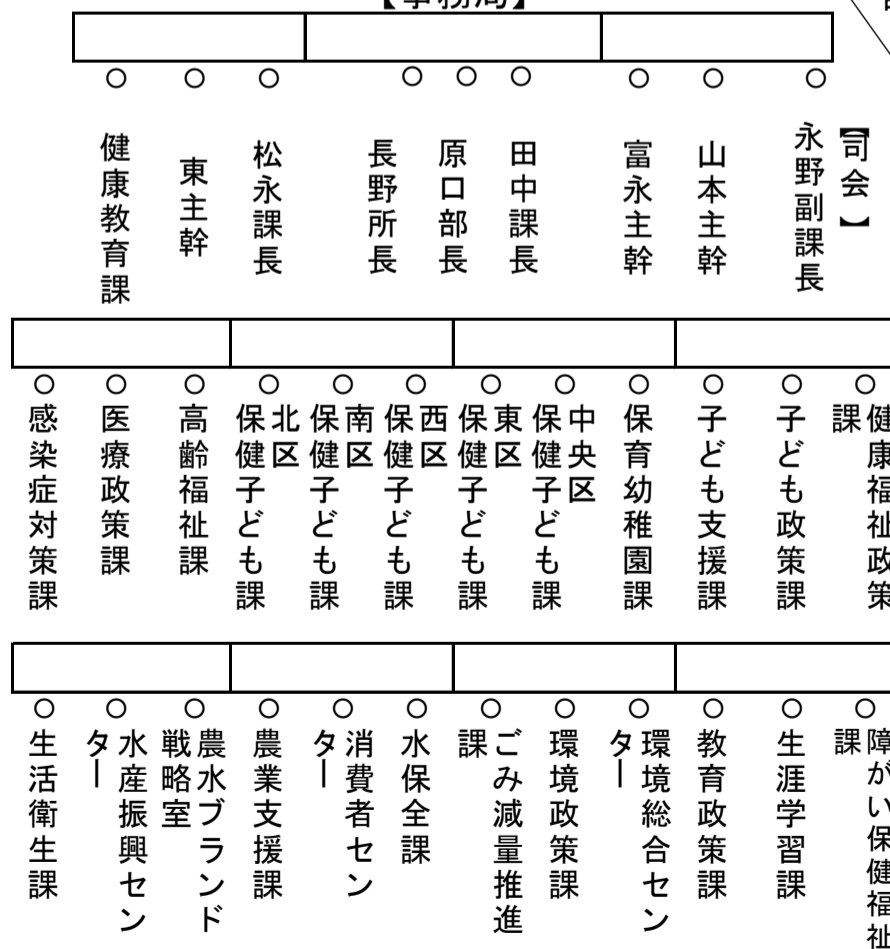 【事務局】
【司会】
永野副課長
山本主幹
富永主幹
田中課長
原口部長
長野所長
松永課長
東主幹
健康教育課
健康福祉政策
課
子ども政策課
子ども支援課
保育幼稚園課
中央区
保健子ども課
東区
保健子ども課
西区
保健子ども課
南区
保健子ども課
北区
保健子ども課
高齢福祉課
医療政策課
感染症対策課
障がい保健福祉
課
生涯学習課
教育政策課
環境総合セン
ター
環境政策課
ごみ減量推進
課
水保全課
消費者セン
ター
農業支援課
農水ブランド
戦略室
水産振興セン
ター
生活衛生課